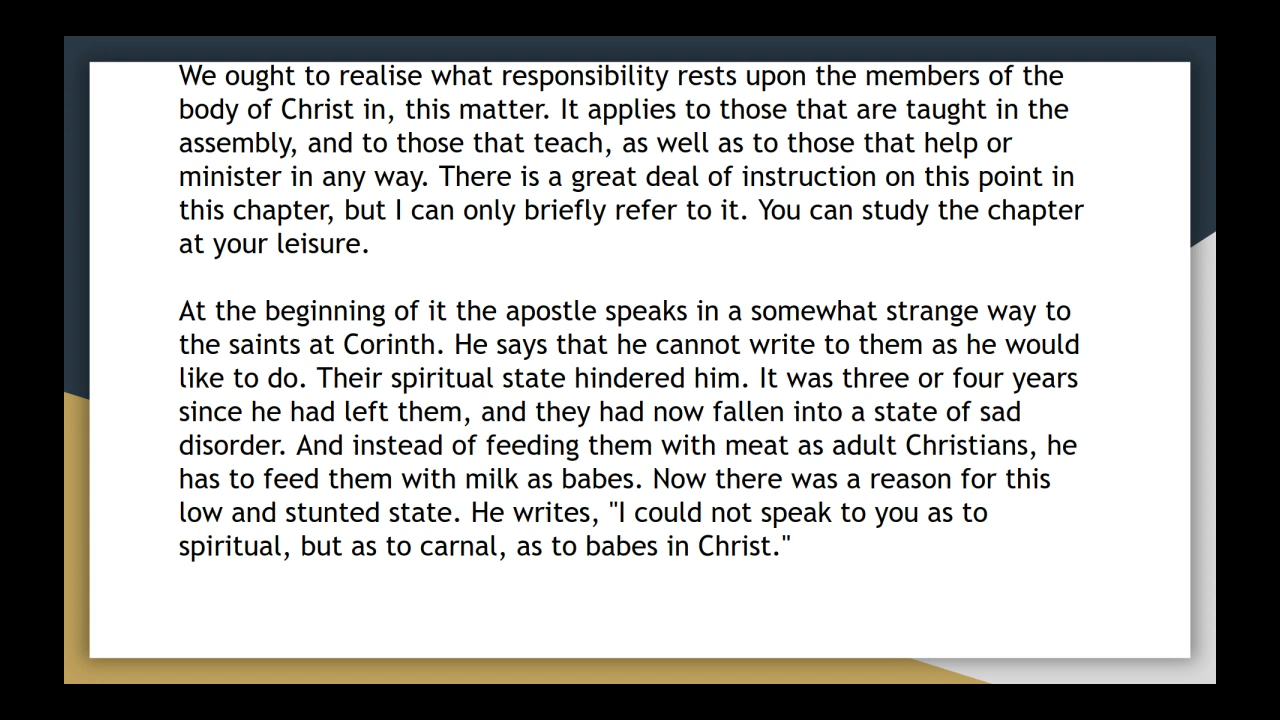 We ought to realise what responsibility rests upon the members of the
body of Christ in, this matter. It applies to those that are taught in the
assembly, and to those that teach, as well as to those that help or
minister in any way. There is a great deal of instruction on this point in
this chapter, but I can only briefly refer to it. You can study the chapter
at your leisure.
At the beginning of it the apostle speaks in a somewhat strange way to
the saints at Corinth. He says that he cannot write to them as he would
like to do. Their spiritual state hindered him. It was three or four years
since he had left them, and they had now fallen into a state of sad
disorder. And instead of feeding them with meat as adult Christians, he
has to feed them with milk as babes. Now there was a reason for this
low and stunted state. He writes, "I could not speak to you as to
spiritual, but as to carnal, as to babes in Christ."